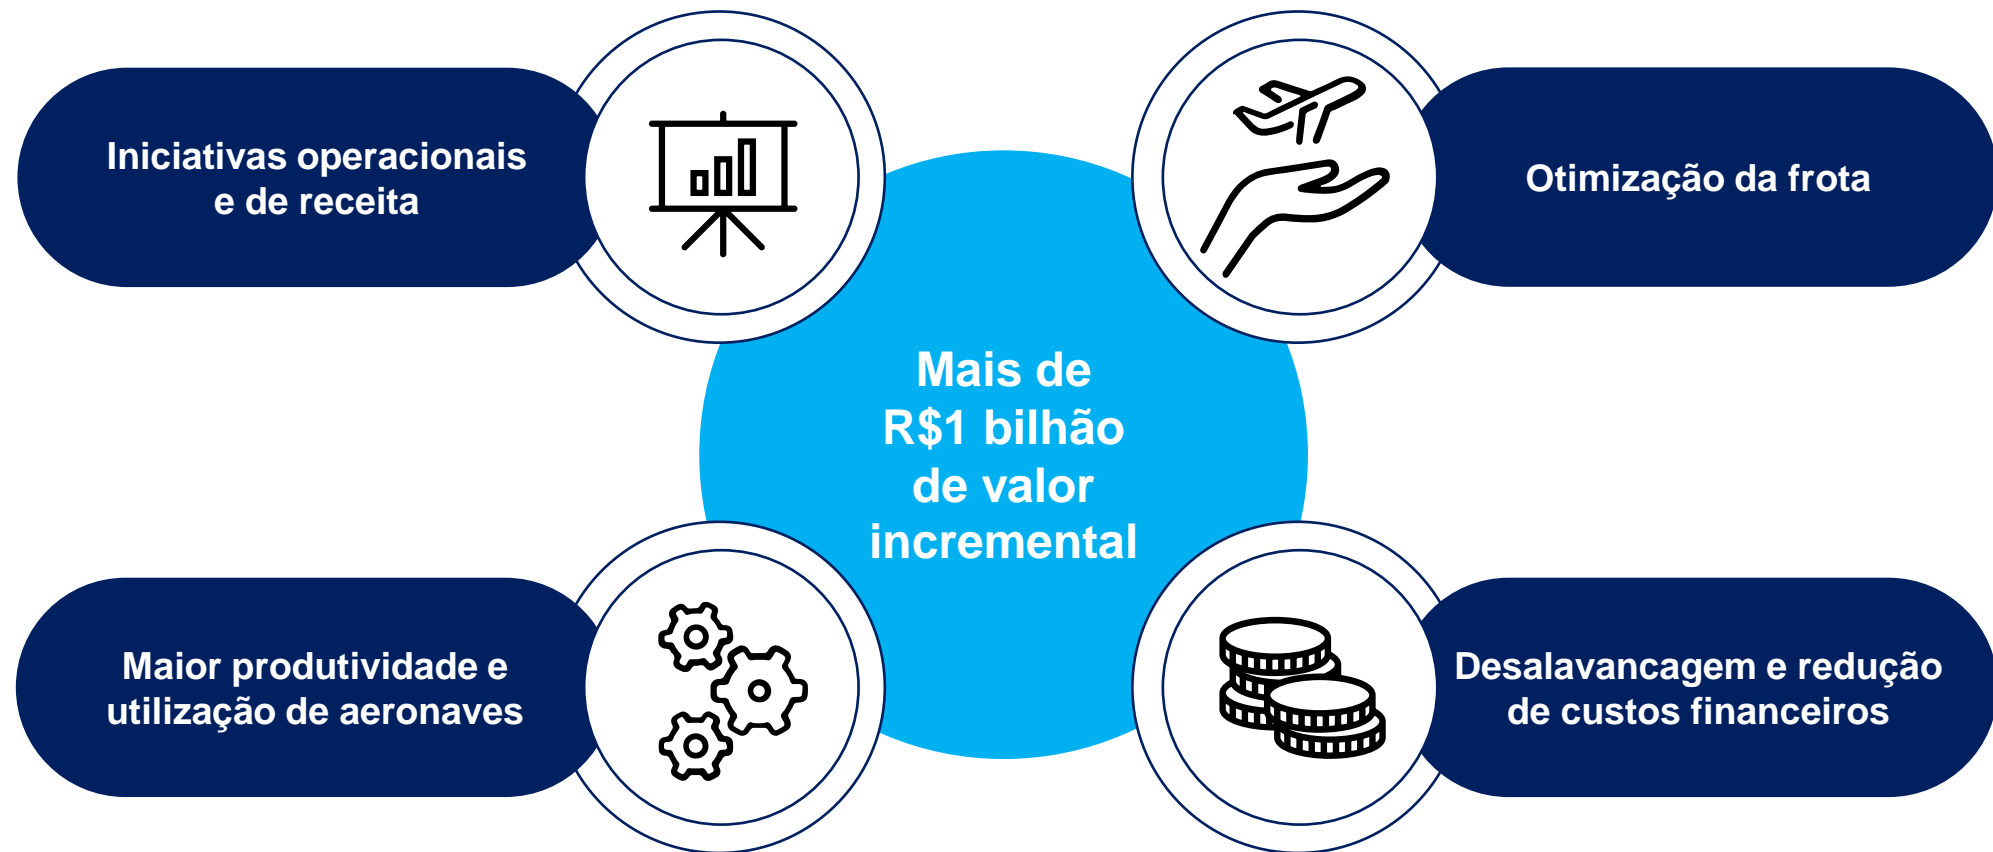 Iniciativas operacionais
e de receita
Otimização da frota
Mais de
R$1 bilhão
de valor
incremental
Maior produtividade e
utilização de aeronaves
Desalavancagem e redução
de custos financeiros